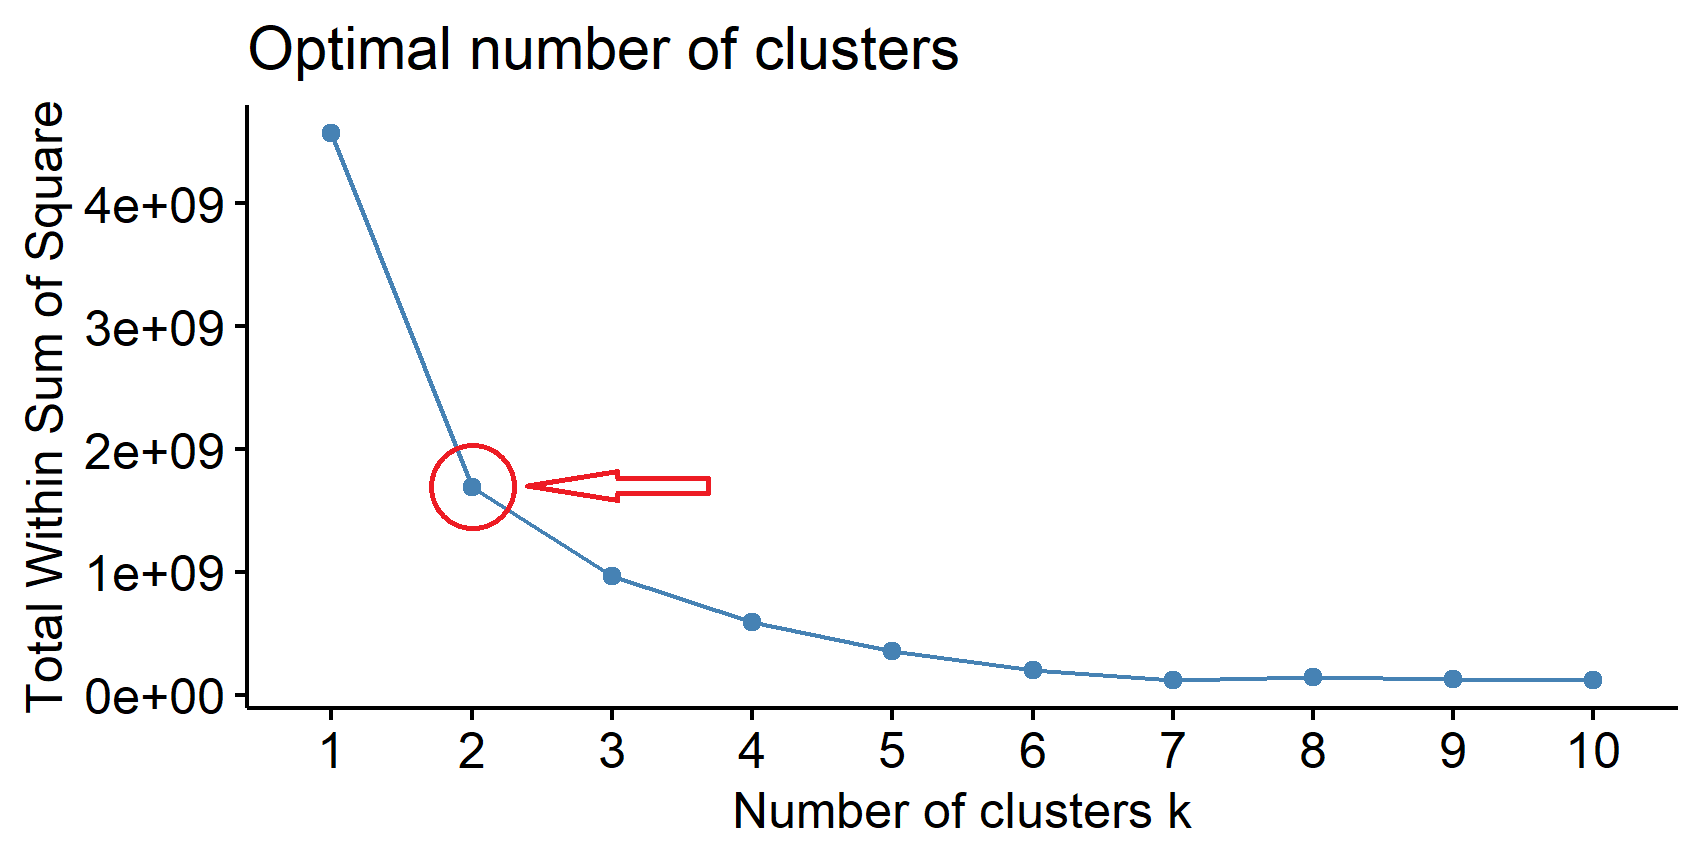 Optimal number of clusters
Total Within Sum of Square
4e+09
3e+09
2e+09
1e+09
0e+00
1 2 3 4 5 6 7 8 9 10
Number of clusters k